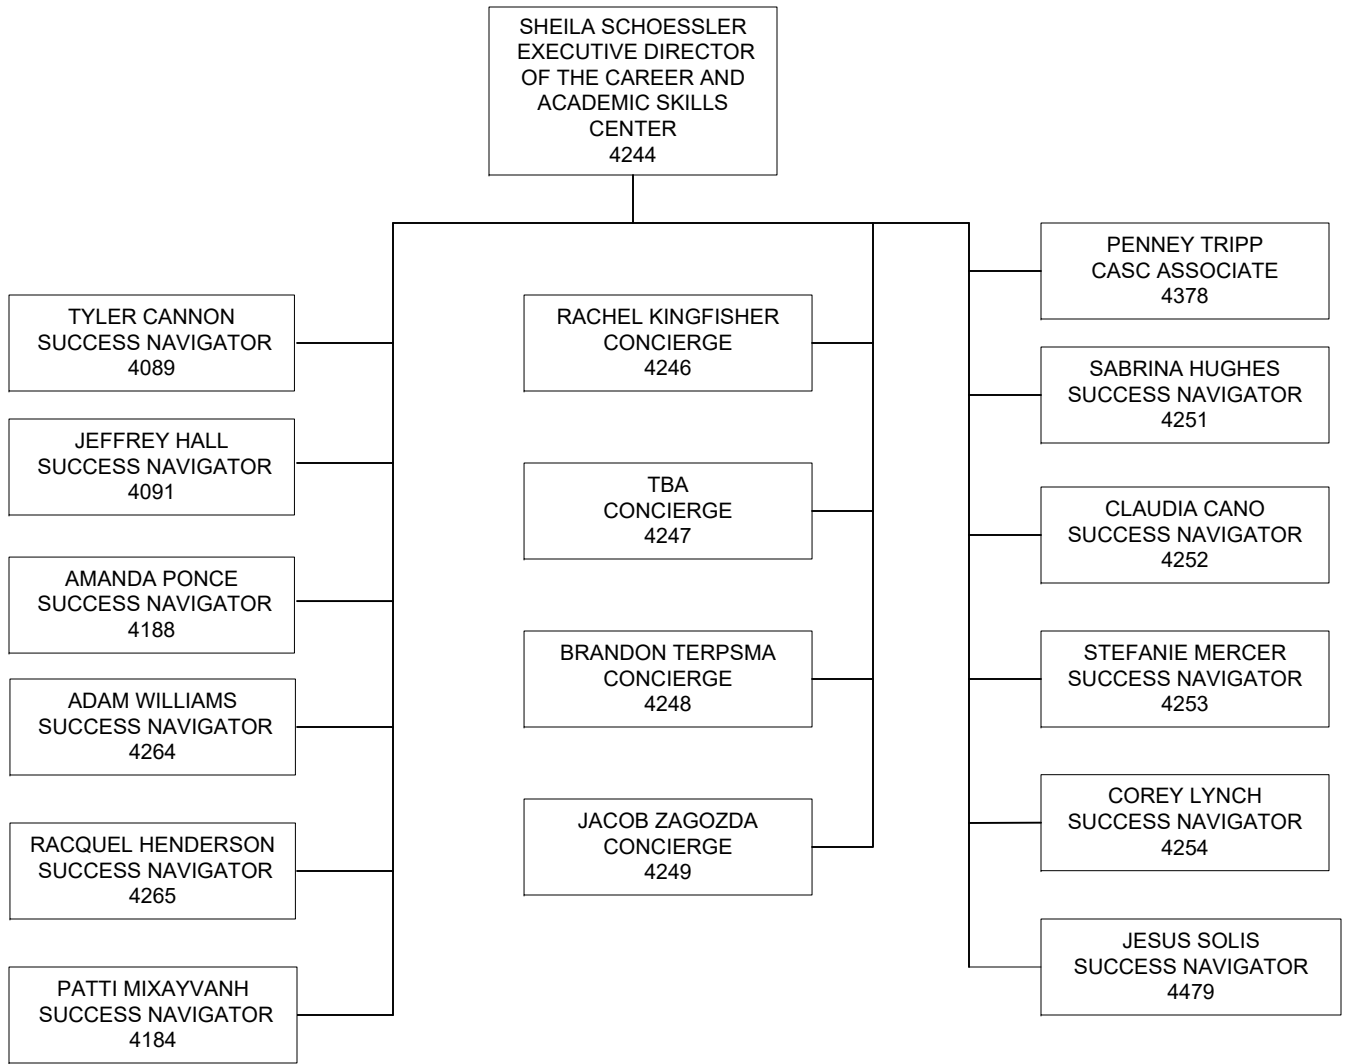 SHEILA SCHOESSLER
EXECUTIVE DIRECTOR
OF THE CAREER AND
ACADEMIC SKILLS
CENTER
4244
TYLER CANNON
SUCCESS NAVIGATOR
4089
JEFFREY HALL
SUCCESS NAVIGATOR
4091
AMANDA PONCE
SUCCESS NAVIGATOR
4188
ADAM WILLIAMS
SUCCESS NAVIGATOR
4264
RACQUEL HENDERSON
SUCCESS NAVIGATOR
4265
PATTI MIXAYVANH
SUCCESS NAVIGATOR
4184
RACHEL KINGFISHER
CONCIERGE
4246
TBA
CONCIERGE
4247
BRANDON TERPSMA
CONCIERGE
4248
JACOB ZAGOZDA
CONCIERGE
4249
PENNEY TRIPP
CASC ASSOCIATE
4378
SABRINA HUGHES
SUCCESS NAVIGATOR
4251
CLAUDIA CANO
SUCCESS NAVIGATOR
4252
STEFANIE MERCER
SUCCESS NAVIGATOR
4253
COREY LYNCH
SUCCESS NAVIGATOR
4254
JESUS SOLIS
SUCCESS NAVIGATOR
4479